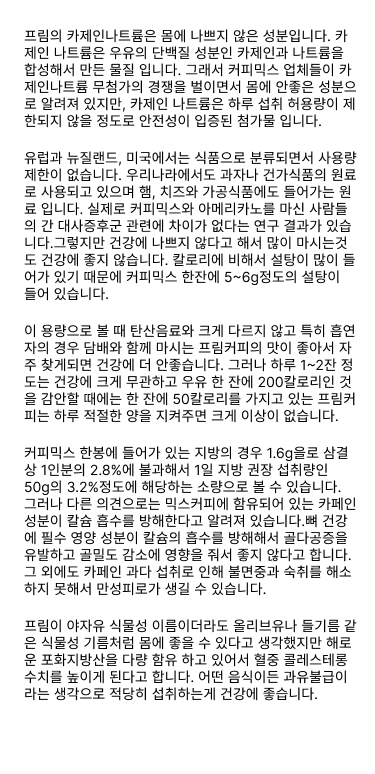 프림의 카제인나트륨은 몸에 나쁘지 않은 성분입니다. 카
제인 나트륨은 우유의 단백질 성분인 카제인과 나트륨을
합성해서 만든 물질 입니다. 그래서 커피믹스 업체들이 카
제인나트륨 무첨가의 경쟁을 벌이면서 몸에 안좋은 성분으
로 알려져 있지만, 카제인 나트륨은 하루 섭취 허용량이 제
한되지 않을 정도로 안전성이 입증된 첨가물 입니다.

유럽과 뉴질랜드, 미국에서는 식품으로 분류되면서 사용량
제한이 없습니다. 우리나라에서도 과자나 건가식품의 원료
로 사용되고 있으며 햄, 치즈와 가공식품에도 들어가는 원
료 입니다. 실제로 커피믹스와 아메리카노를 마신 사람들
의 간 대사증후군 관련에 차이가 없다는 연구 결과가 있습
니다.그렇지만 건강에 나쁘지 않다고 해서 많이 마시는것
도 건강에 좋지 않습니다. 칼로리에 비해서 설탕이 많이 들
어가 있기 때문에 커피믹스 한잔에 5~6g정도의 설탕이
들어 있습니다.

이 용량으로 볼 때 탄산음료와 크게 다르지 않고 특히 흡연
자의 경우 담배와 함께 마시는 프림커피의 맛이 좋아서 자
주 찾게되면 건강에 더 안좋습니다. 그러나 하루 1~2잔 정
도는 건강에 크게 무관하고 우유 한 잔에 200칼로리인 것
을 감안할 때에는 한 잔에 50칼로리를 가지고 있는 프림커
피는 하루 적절한 양을 지켜주면 크게 이상이 없습니다.

커피믹스 한봉에 들어가 있는 지방의 경우 1.6g을로 삼결
상 1인분의 2.8%에 불과해서 1일 지방 권장 섭취량인
50g의 3.2%정도에 해당하는 소량으로 볼 수 있습니다.
그러나 다른 의견으로는 믹스커피에 함유되어 있는 카페인
성분이 칼슘 흡수를 방해한다고 알려져 있습니다.뼈 건강
에 필수 영양 성분이 칼슘의 흡수를 방해해서 골다공증을
유발하고 골밀도 감소에 영향을 줘서 좋지 않다고 합니다.
그 외에도 카페인 과다 섭취로 인해 불면증과 숙취를 해소
하지 못해서 만성피로가 생길 수 있습니다.

프림이 야자유 식물성 이름이더라도 올리브유나 들기름 같
은 식물성 기름처럼 몸에 좋을 수 있다고 생각했지만 해로
운 포화지방산을 다량 함유 하고 있어서 혈중 콜레스테롱
수치를 높이게 된다고 합니다. 어떤 음식이든 과유불급이
라는 생각으로 적당히 섭취하는게 건강에 좋습니다.